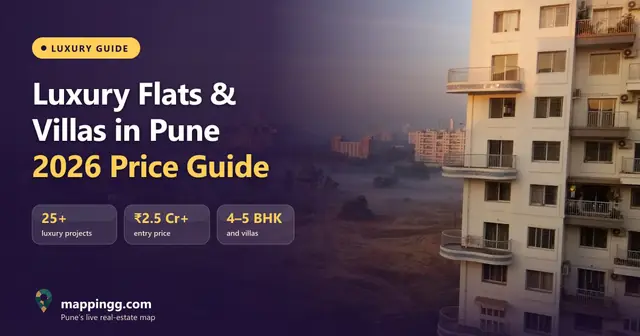 LUXURY GUIDE
Luxury Flats &
Villas in Pune
2026 Price Guide
25+
luxury projects
₹2.5 Cr+
entry price
4–5 BHK
and villas
mappingg.com
Pune's live real-estate map